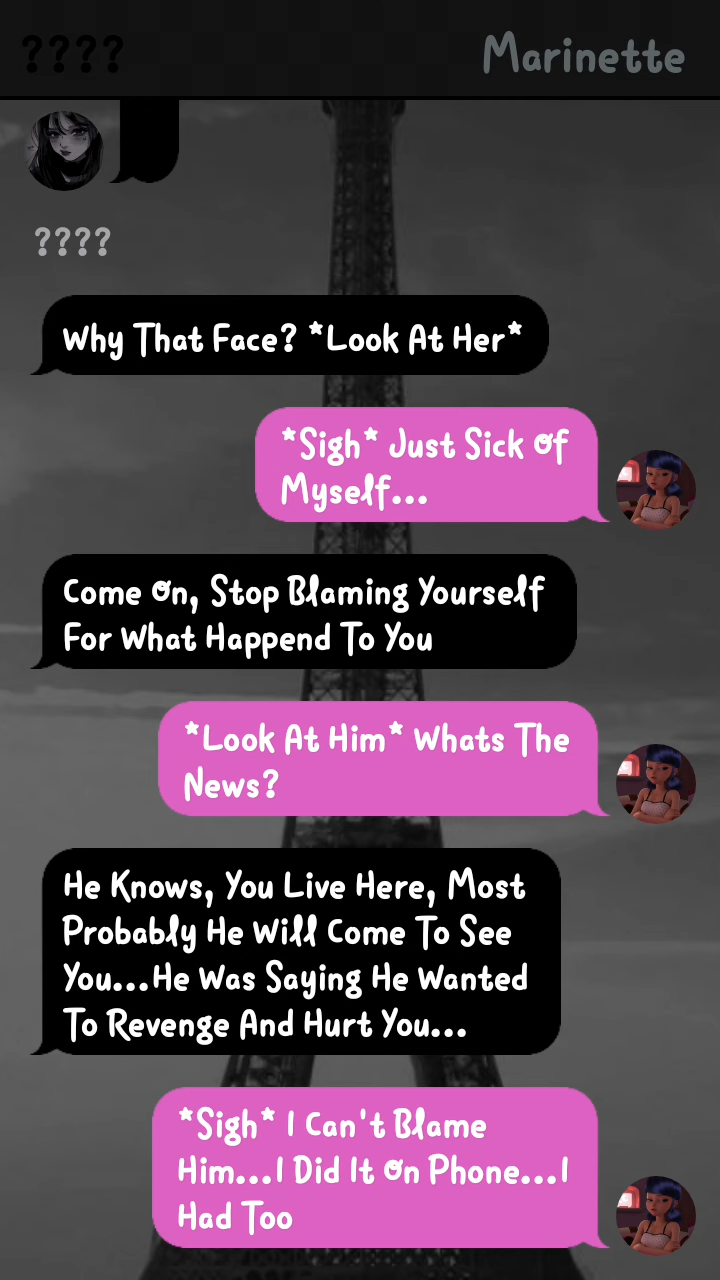 ????
Marinette
????
Why That Face? *Look At Her*
*Sigh* Just Sick Of
Myself...
Come On, Stop Blaming Yourself
For What Happend To You
*Look At Him* Whats The
News?
He Knows, You Live Here, Most
Probably He Will Come To See
You...He Was Saying He Wanted
To Revenge And Hurt You...
*Sigh* I Can't Blame
Him...I Did It On Phone...I
Had Too